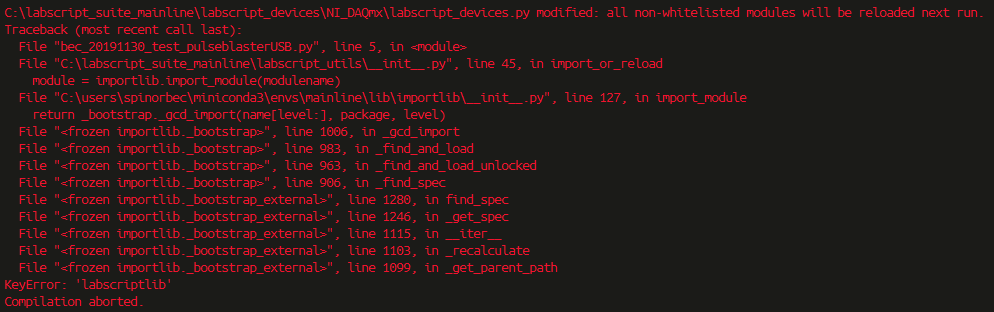 C:\labscript_suite_mainline\labscript_devices\NI_DAQmx\labscript_devices.py modified: all non-whitelisted modules will be reloaded next run.
Traceback (most recent call last):
  File "bec_20191130_test_pulseblasterUSB.py", line 5, in <module>
  File "C:\labscript_suite_mainline\labscript_utils\__init__.py", line 45, in import_or_reload
    module = importlib.import_module(modulename)
  File "C:\users\spinorbec\miniconda3\envs\mainline\lib\importlib\__init__.py", line 127, in import_module
    return _bootstrap._gcd_import(name[level:], package, level)
  File "<frozen importlib._bootstrap>", line 1006, in _gcd_import
  File "<frozen importlib._bootstrap>", line 983, in _find_and_load
  File "<frozen importlib._bootstrap>", line 963, in _find_and_load_unlocked
  File "<frozen importlib._bootstrap>", line 906, in _find_spec
  File "<frozen importlib._bootstrap_external>", line 1280, in find_spec
  File "<frozen importlib._bootstrap_external>", line 1246, in _get_spec
  File "<frozen importlib._bootstrap_external>", line 1115, in __iter__
  File "<frozen importlib._bootstrap_external>", line 1103, in _recalculate
  File "<frozen importlib._bootstrap_external>", line 1099, in _get_parent_path
KeyError: 'labscriptlib'
Compilation aborted.